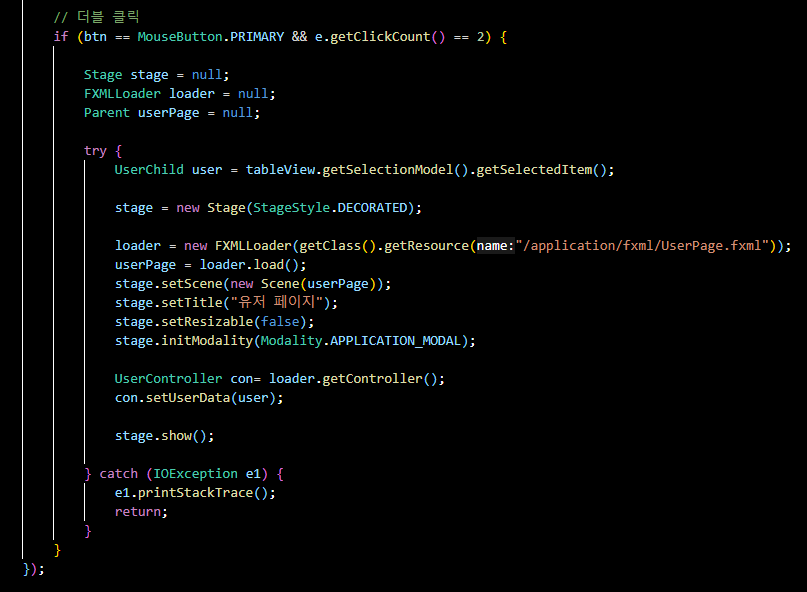 // 더블 클릭
if (btn == MouseButton.PRIMARY && e.getClickCount() == 2) {
Stage stage = null;
FXMLLoader loader = null;
Parent userPage = null;
try {
UserChild user = tableView.getSelectionModel().getSelectedItem();
stage = new Stage(StageStyle.DECORATED);
loader = new FXMLLoader(getClass().getResource(name:"/application/fxml/UserPage.fxml"));
userPage = loader.load();
stage.setScene(new Scene(userPage));
stage.setTitle("유저 페이지");
stage.setResizable(false);
stage.initModality(Modality.APPLICATION_MODAL);
UserController con= loader.getController();
con.setUserData(user);
stage.show();
} catch (IOException e1) {
e1.printStackTrace();
return;
}
}
});